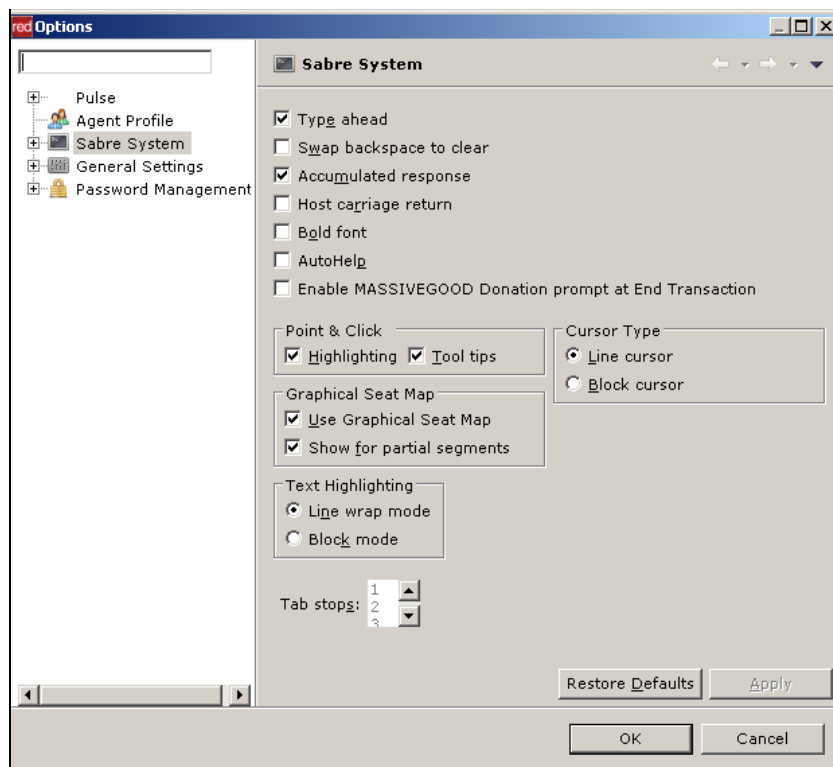 red Options
Pulse
Agent Profile
Sabre System
General Settings
Password Management
Sabre System
Type ahead
Swap backspace to clear
Accumulated response
Host carriage return
Bold font
AutoHelp
Enable MASSIVEGOOD Donation prompt at End Transaction
Point & Click
Highlighting Tool tips
Cursor Type
Line cursor
Block cursor
Graphical Seat Map
Use Graphical Seat Map
Show for partial segments
Text Highlighting
Line wrap mode
Block mode
Tab stops:
1
2
3
Restore Defaults Apply
OK Cancel